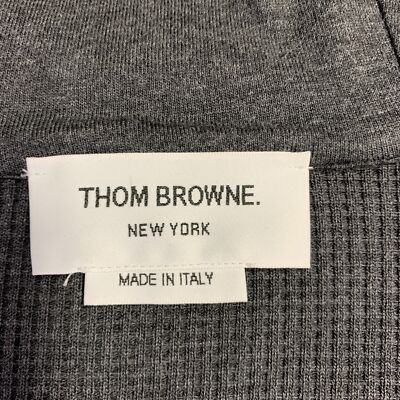 THOM BROWNE.
NEW YORK
MADE IN ITALY